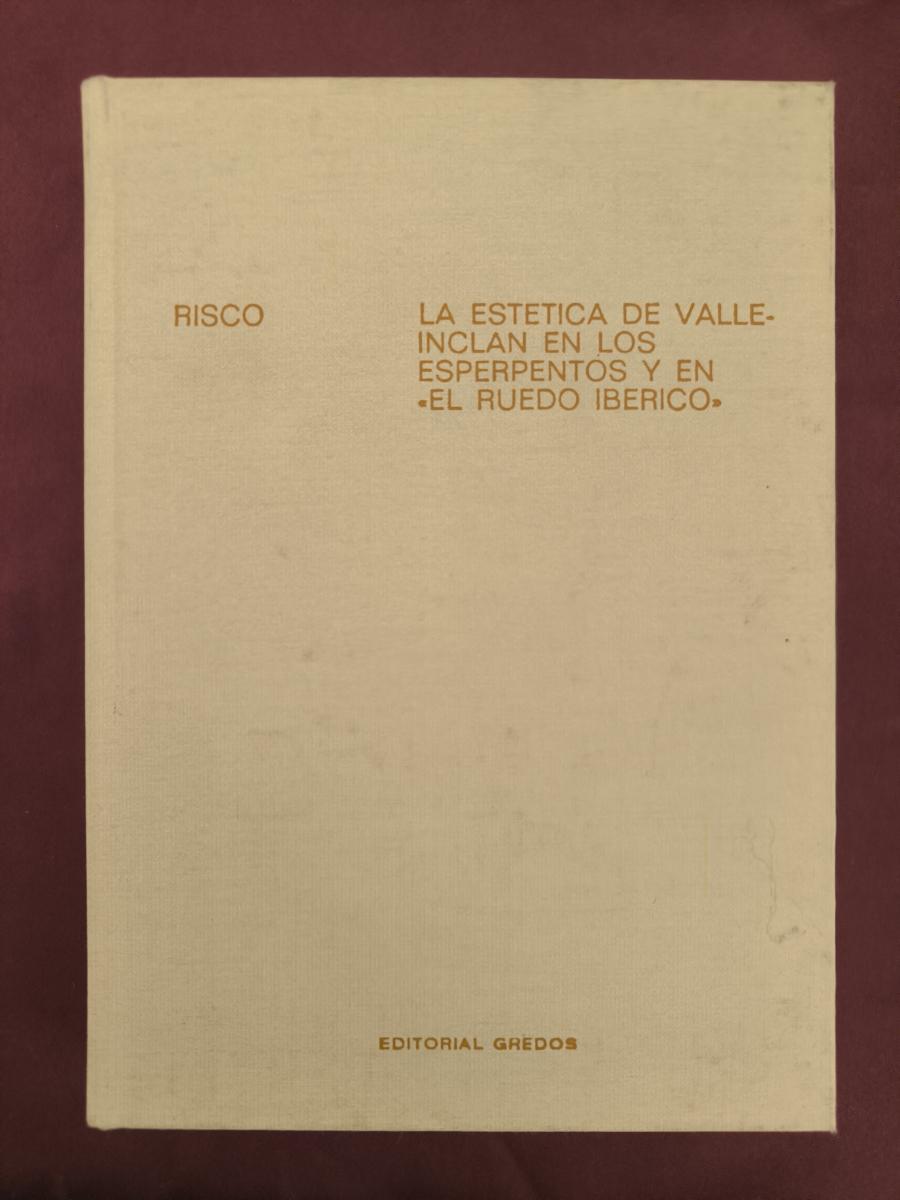 RISCO
LA ESTETICA DE VALLE-
INCLAN EN LOS
ESPERPENTOS Y EN
«EL RUEDO IBERICO»
EDITORIAL GREDOS